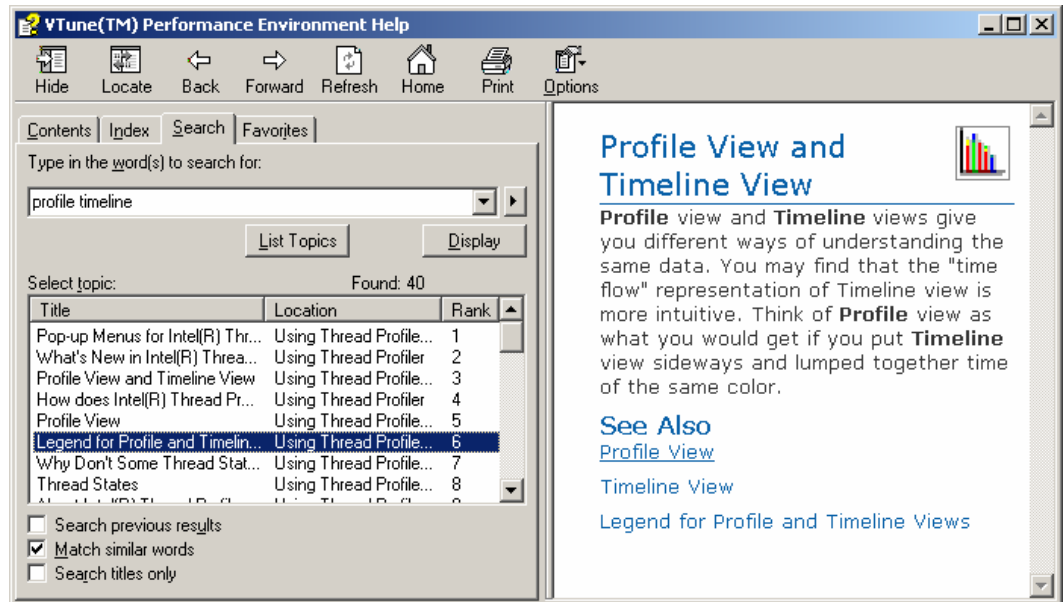 VTune(TM) Performance Environment Help
Hide Locate Back Forward Refresh Home Print Options
Contents Index Search Favorites
Type in the word(s) to search for:
profile timeline
List Topics Display
Select topic: Found: 40
Title Location Rank
Pop-up Menus for Intel(R) Thr... Using Thread Profile... 1
What's New in Intel(R) Threa... Using Thread Profiler 2
Profile View and Timeline View Using Thread Profile... 3
How does Intel(R) Thread Pr... Using Thread Profiler 4
Profile View Using Thread Profile... 5
Legend for Profile and Timelin... Using Thread Profile... 6
Why Don't Some Thread Stat... Using Thread Profile... 7
Thread States Using Thread Profile... 8
Search previous results
Match similar words
Search titles only
Profile View and
Timeline View
Profile view and Timeline views give
you different ways of understanding the
same data. You may find that the "time
flow" representation of Timeline view is
more intuitive. Think of Profile view as
what you would get if you put Timeline
view sideways and lumped together time
of the same color.
See Also
Profile View
Timeline View
Legend for Profile and Timeline Views